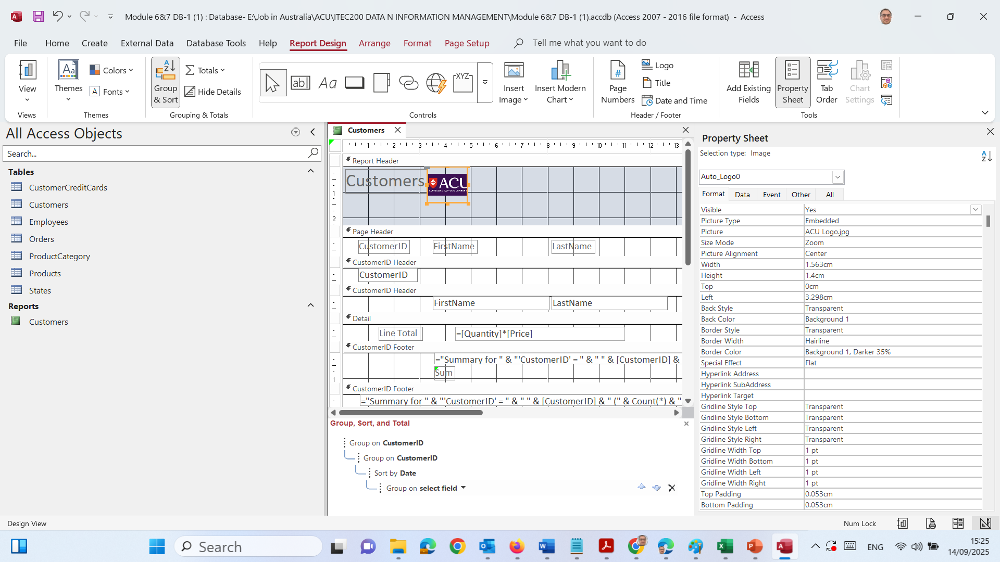 Module 6&7 DB-1 (1) : Database- E:\Job in Australia\ACU\ITEC200 DATA N INFORMATION MANAGEMENT\Module 6&7 DB-1 (1).accdb (Access 2007 - 2016 file format) - Access
File Home Create External Data Database Tools Help Report Design Arrange Format Page Setup Tell me what you want to do
View
Views
Themes
Colors
Fonts
Themes
Group & Sort
Totals
Hide Details
Grouping & Totals
Controls
Insert Image
Insert Modern Chart
Page Numbers
Logo
Title
Date and Time
Header / Footer
Add Existing Fields
Property Sheet
Tab Order
Chart Settings
Tools
All Access Objects
Search...
Tables
CustomerCreditCards
Customers
Employees
Orders
ProductCategory
Products
States
Reports
Customers
Customers
1 2 3 4 5 6 7 8 9 10 11 12 13
Report Header
Customers
ACU
1
2
Page Header
CustomerID FirstName LastName
CustomerID Header
CustomerID
CustomerID Header
FirstName LastName
Detail
Line Total =[Quantity]*[Price]
CustomerID Footer
="Summary for " & "'CustomerID' = " & " " & [CustomerID] &
Sum
1
CustomerID Footer
="Summary for " & "'CustomerID' = " & " " & [CustomerID] & " (" & Count(*) & "
Group, Sort, and Total
Group on CustomerID
Group on CustomerID
Sort by Date
Group on select field
Property Sheet
Selection type: Image
Auto_Logo0
Format Data Event Other All
Visible Yes
Picture Type Embedded
Picture ACU Logo.jpg
Size Mode Zoom
Picture Alignment Center
Width 1.563cm
Height 1.4cm
Top 0cm
Left 3.298cm
Back Style Transparent
Back Color Background 1
Border Style Transparent
Border Width Hairline
Border Color Background 1, Darker 35%
Special Effect Flat
Hyperlink Address
Hyperlink SubAddress
Hyperlink Target
Gridline Style Top Transparent
Gridline Style Bottom Transparent
Gridline Style Left Transparent
Gridline Style Right Transparent
Gridline Width Top 1 pt
Gridline Width Bottom 1 pt
Gridline Width Left 1 pt
Gridline Width Right 1 pt
Top Padding 0.053cm
Bottom Padding 0.053cm
Design View
Num Lock
Search
ENG
15:25
14/09/2025